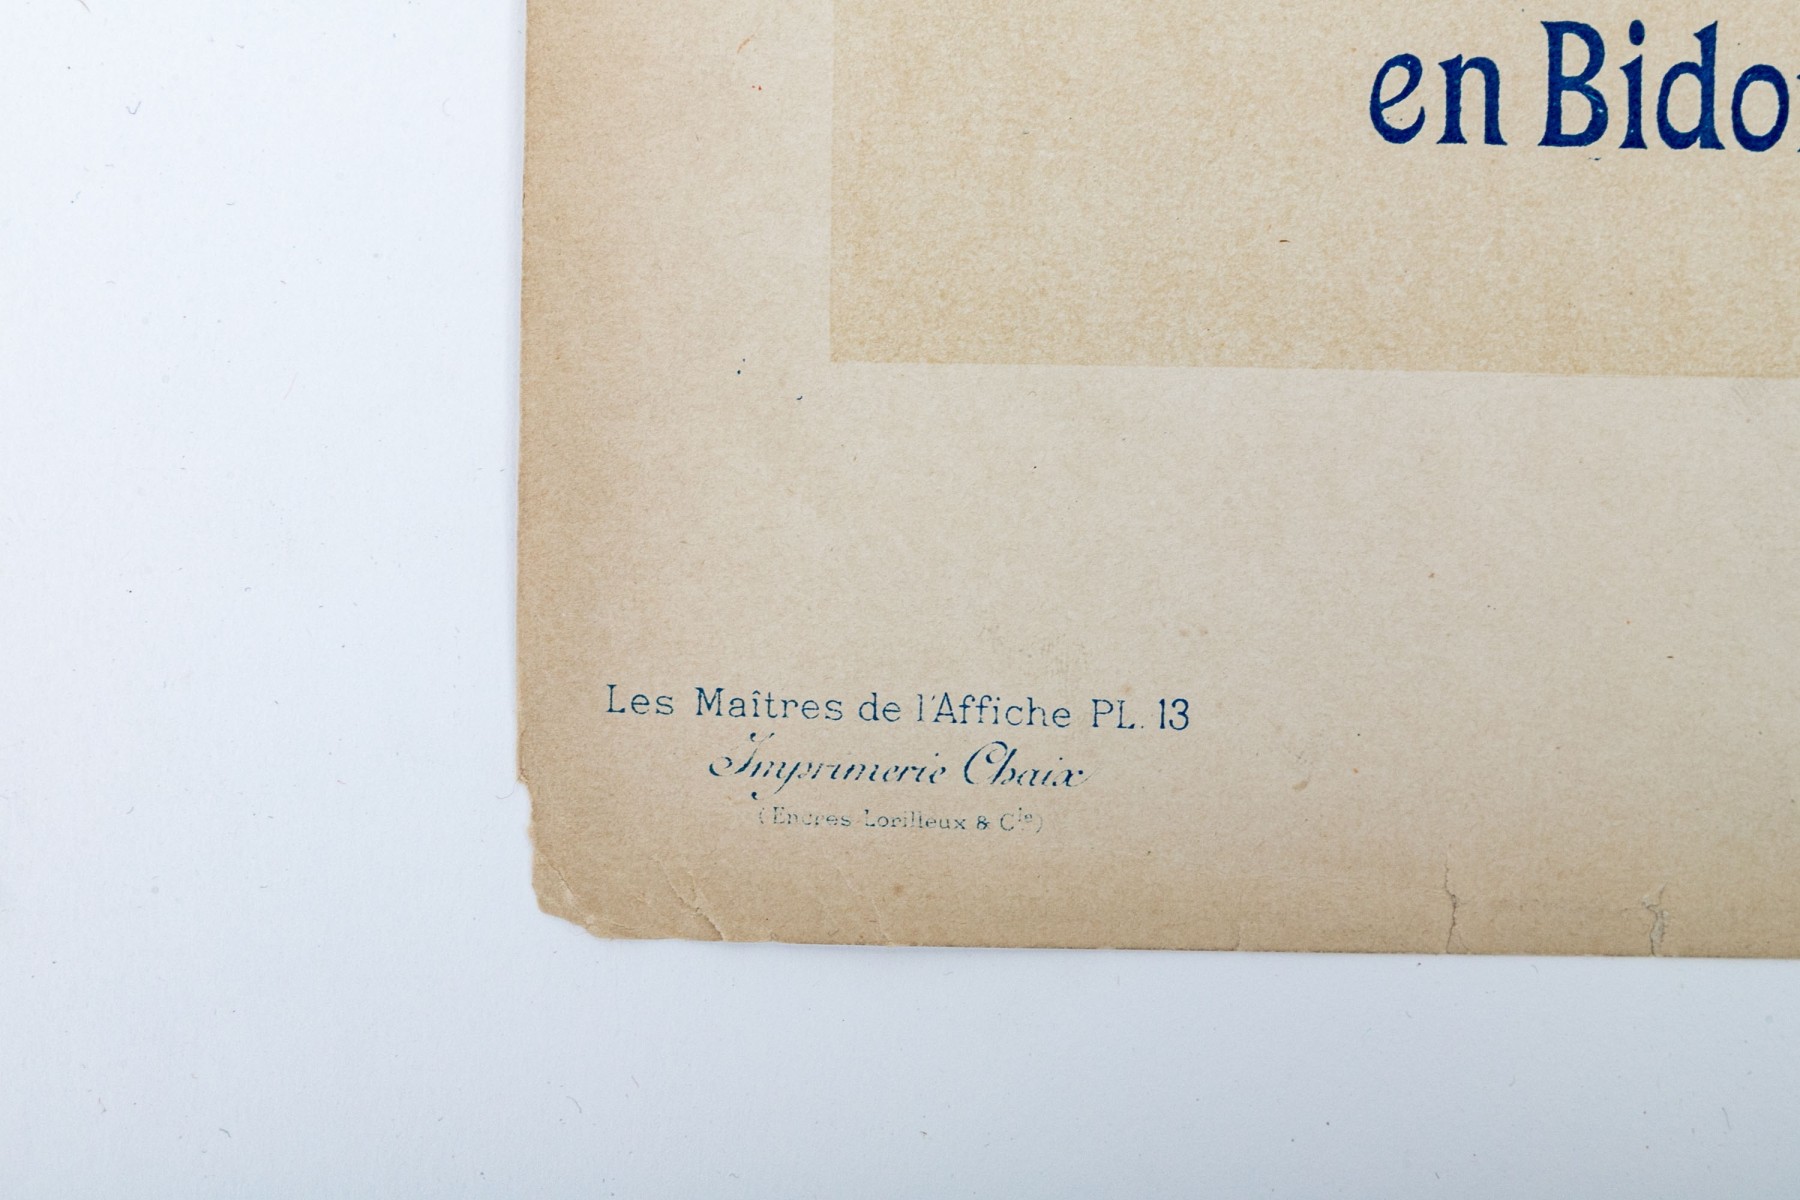 en Bido
Les Maîtres de l'Affiche PL. 13
Imprimerie Chaix
(Encres Lorilleux & Cie)